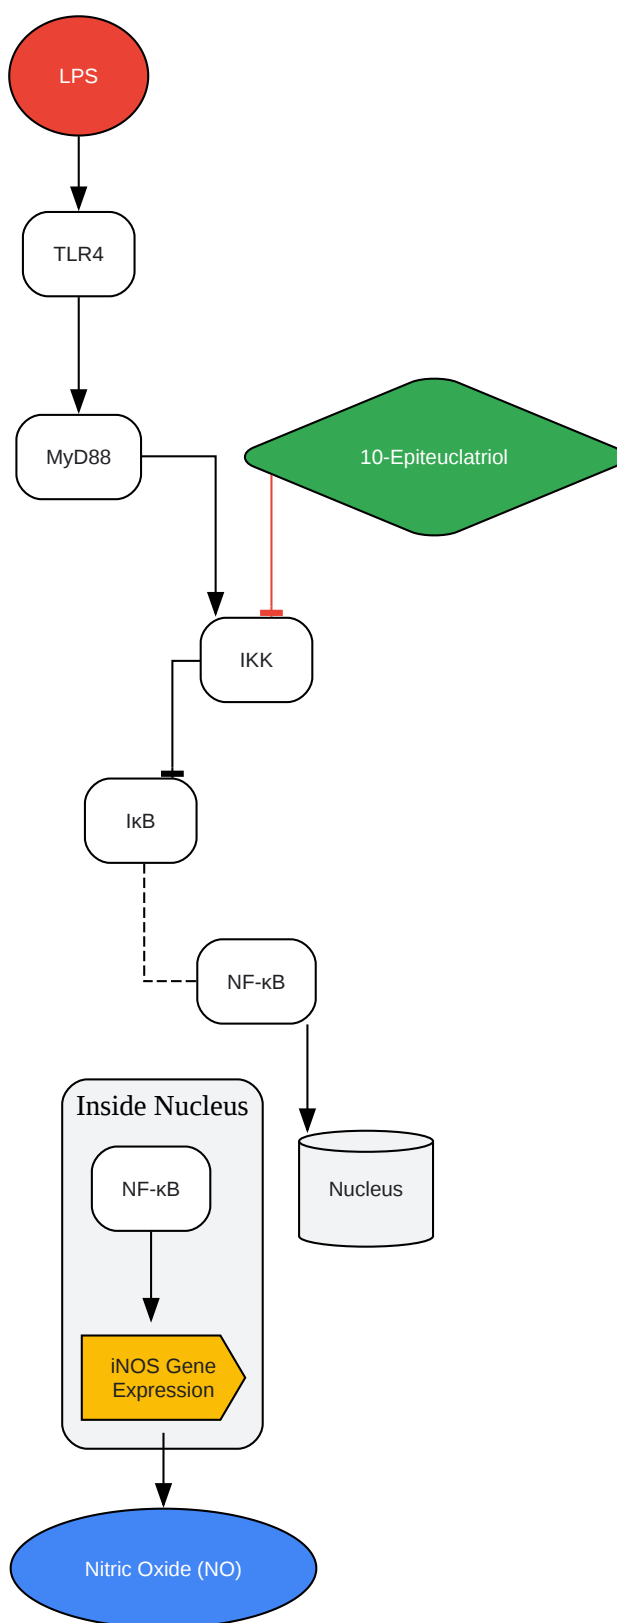 LPS
TLR4
MyD88
10-Epiteuclatriol
IKK
IκB
NF-κB
Inside Nucleus
NF-κB
Nucleus
iNOS Gene
Expression
Nitric Oxide (NO)